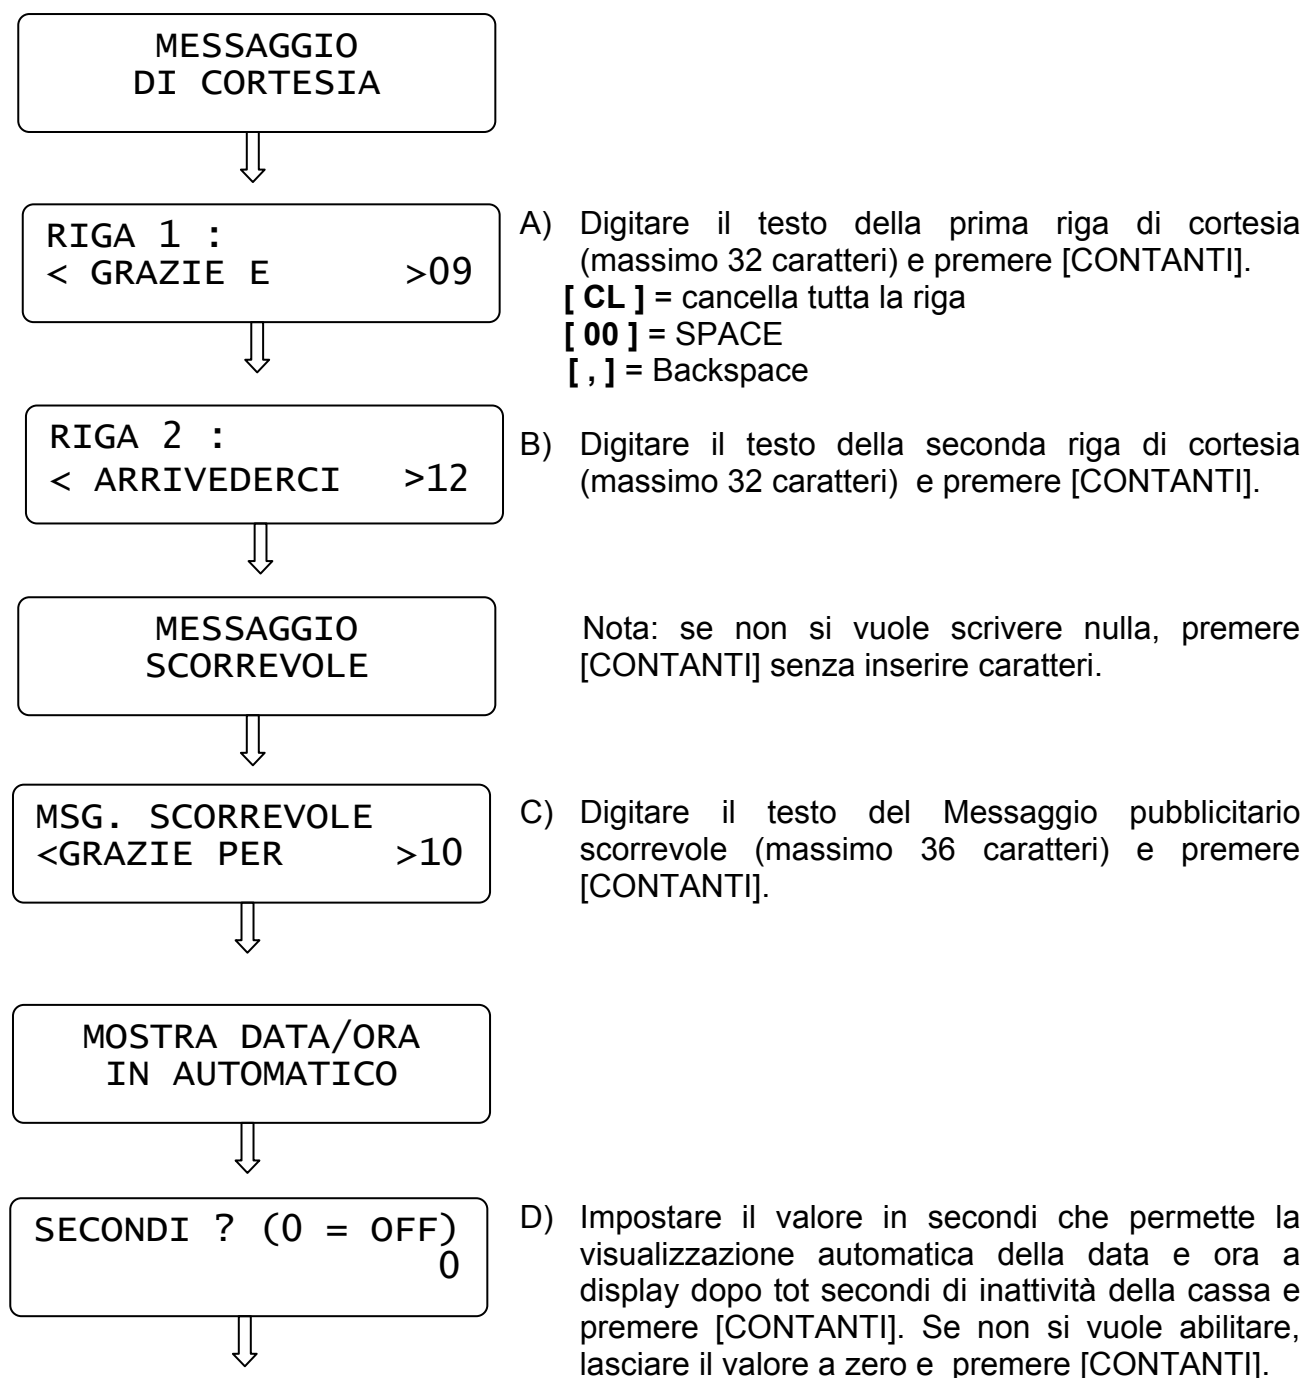 MESSAGGIO
DI CORTESIA
RIGA 1 :
< GRAZIE E >09
A) Digitare il testo della prima riga di cortesia
(massimo 32 caratteri) e premere [CONTANTI].
[ CL ] = cancella tutta la riga
[ 00 ] = SPACE
[ , ] = Backspace
RIGA 2 :
< ARRIVEDERCI >12
B) Digitare il testo della seconda riga di cortesia
(massimo 32 caratteri) e premere [CONTANTI].
MESSAGGIO
SCORREVOLE
Nota: se non si vuole scrivere nulla, premere
[CONTANTI] senza inserire caratteri.
MSG. SCORREVOLE
<GRAZIE PER >10
C) Digitare il testo del Messaggio pubblicitario
scorrevole (massimo 36 caratteri) e premere
[CONTANTI].
MOSTRA DATA/ORA
IN AUTOMATICO
SECONDI ? (0 = OFF)
0
D) Impostare il valore in secondi che permette la
visualizzazione automatica della data e ora a
display dopo tot secondi di inattività della cassa e
premere [CONTANTI]. Se non si vuole abilitare,
lasciare il valore a zero e premere [CONTANTI].